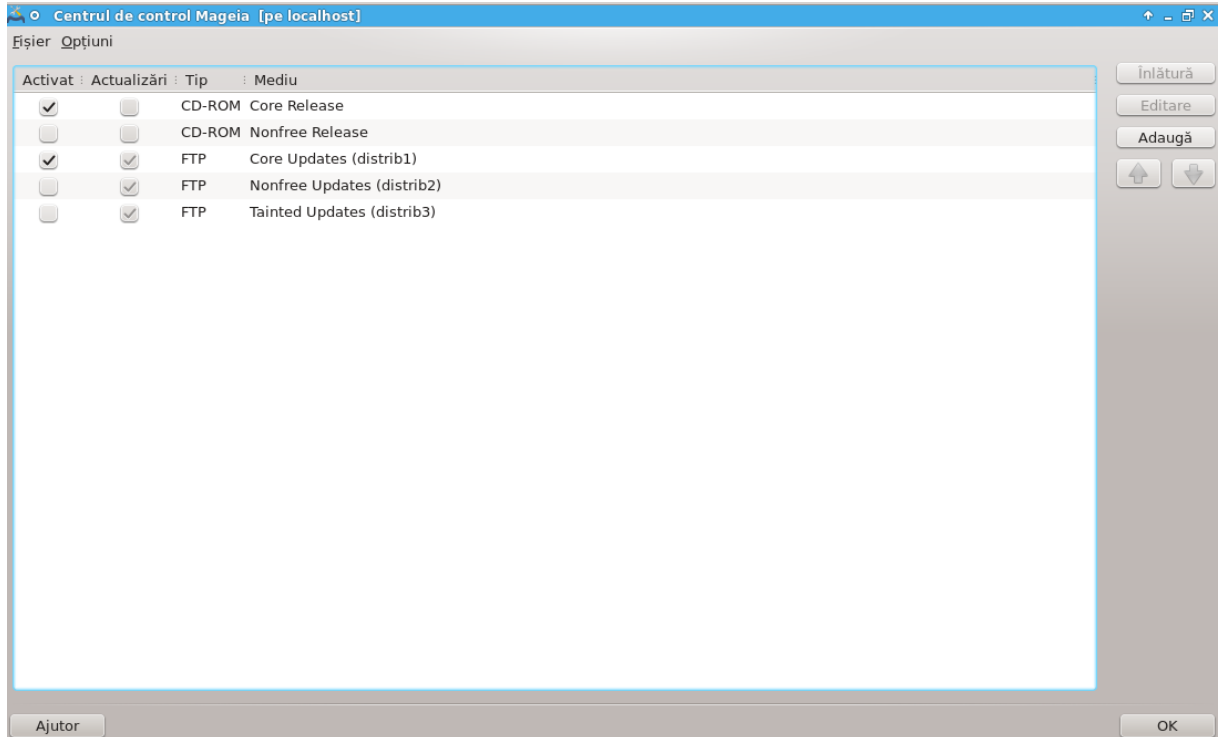 Centrul de control Mageia [pe localhost]
Fișier Opțiuni
Activat Actualizări Tip Mediu
CD-ROM Core Release
CD-ROM Nonfree Release
FTP Core Updates (distrib1)
FTP Nonfree Updates (distrib2)
FTP Tainted Updates (distrib3)
Înlătură
Editare
Adaugă
Ajutor
OK